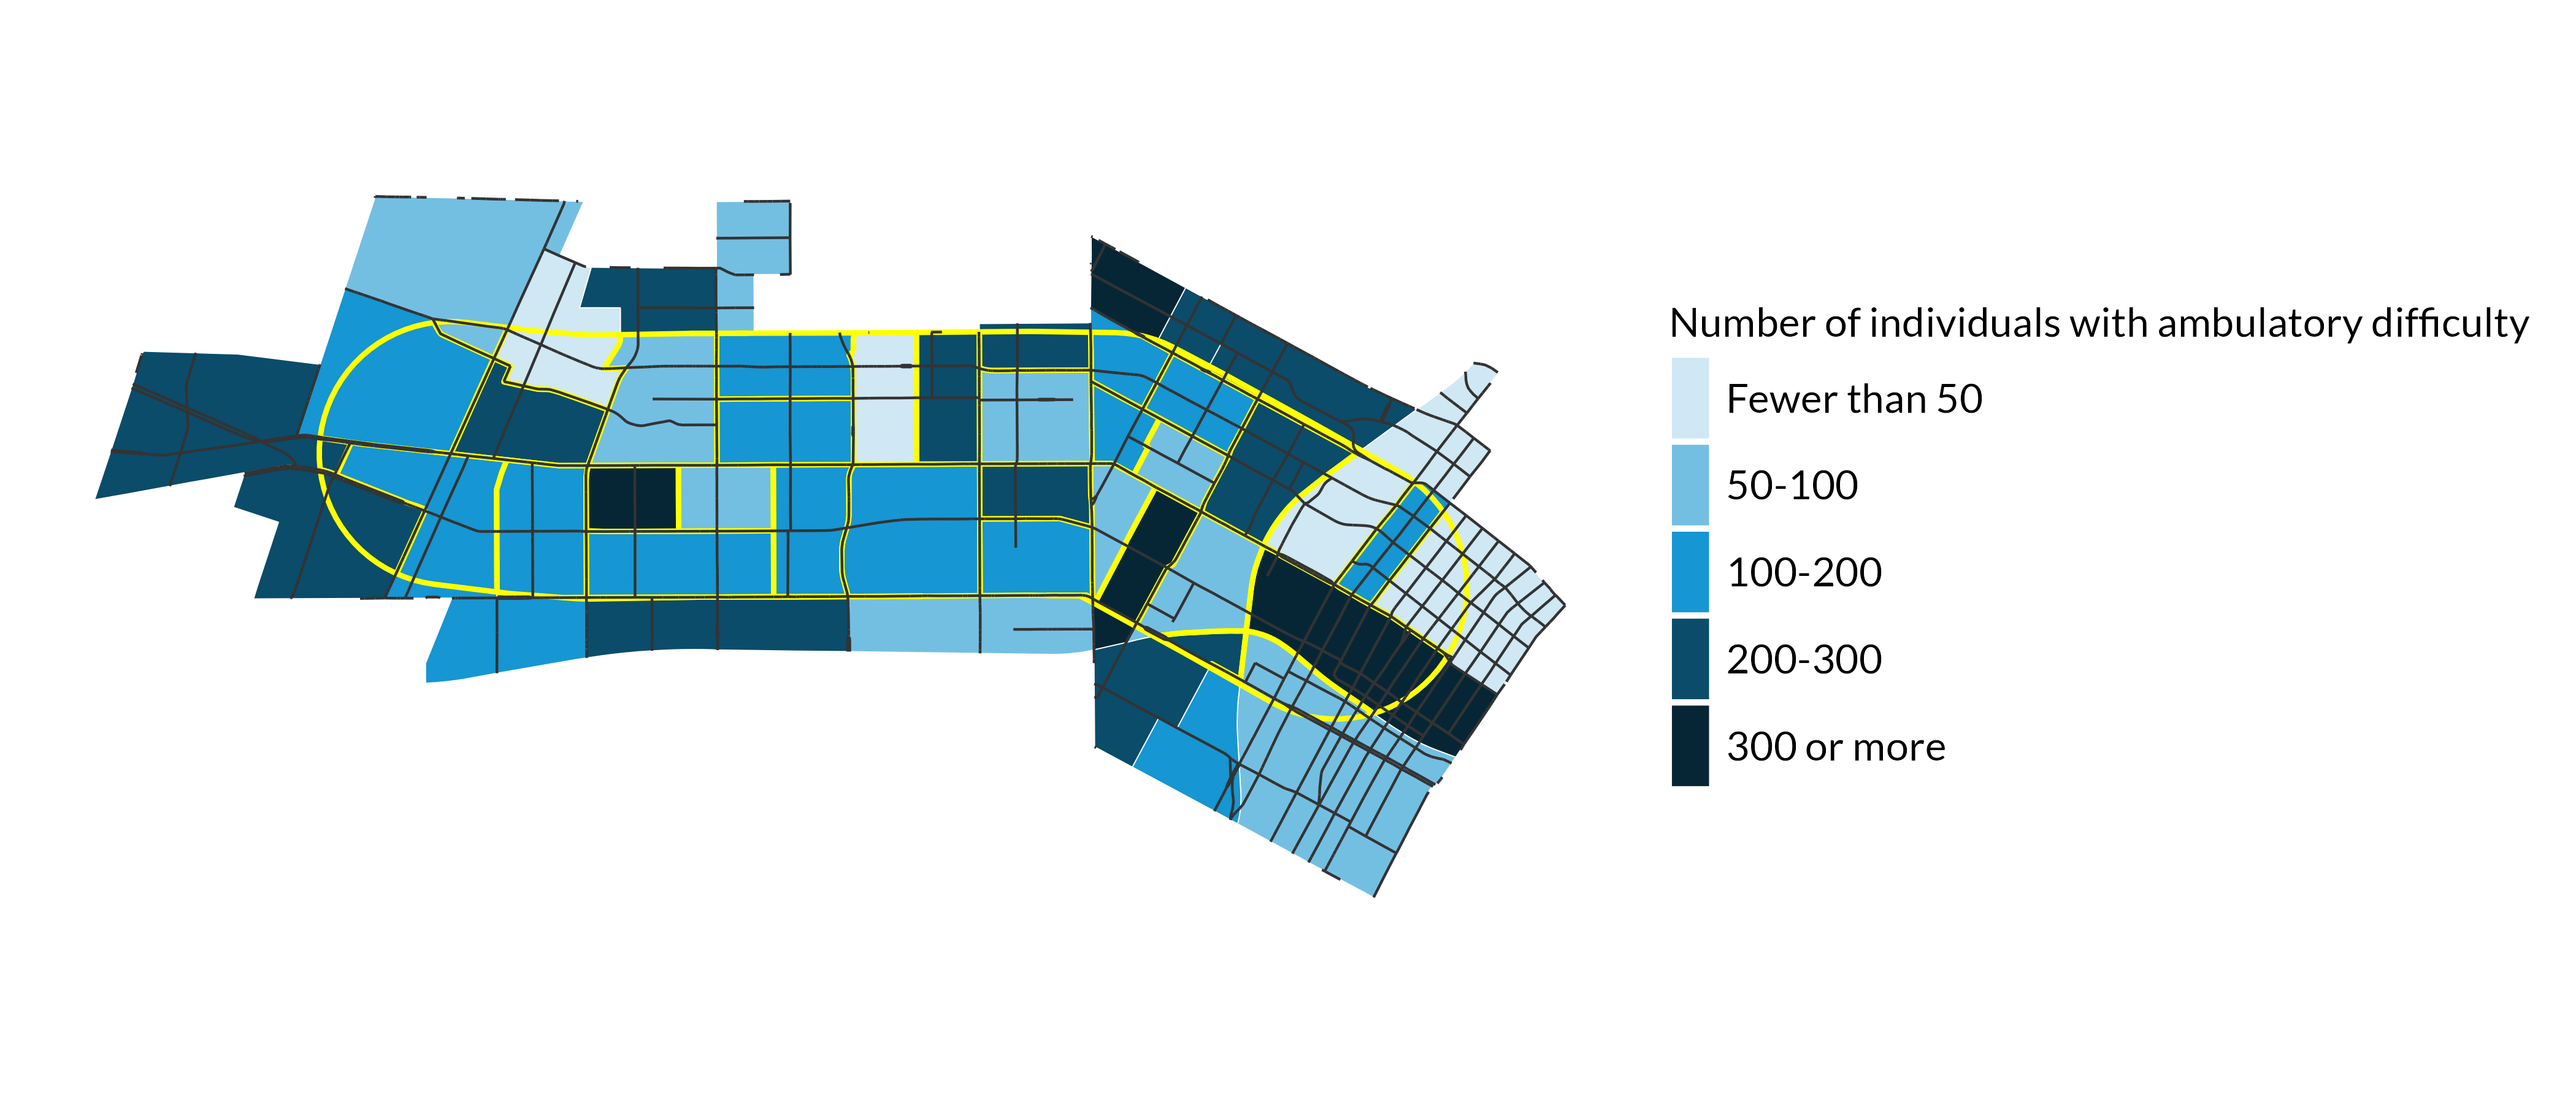 Number of individuals with ambulatory difficulty
Fewer than 50
50-100
100-200
200-300
300 or more